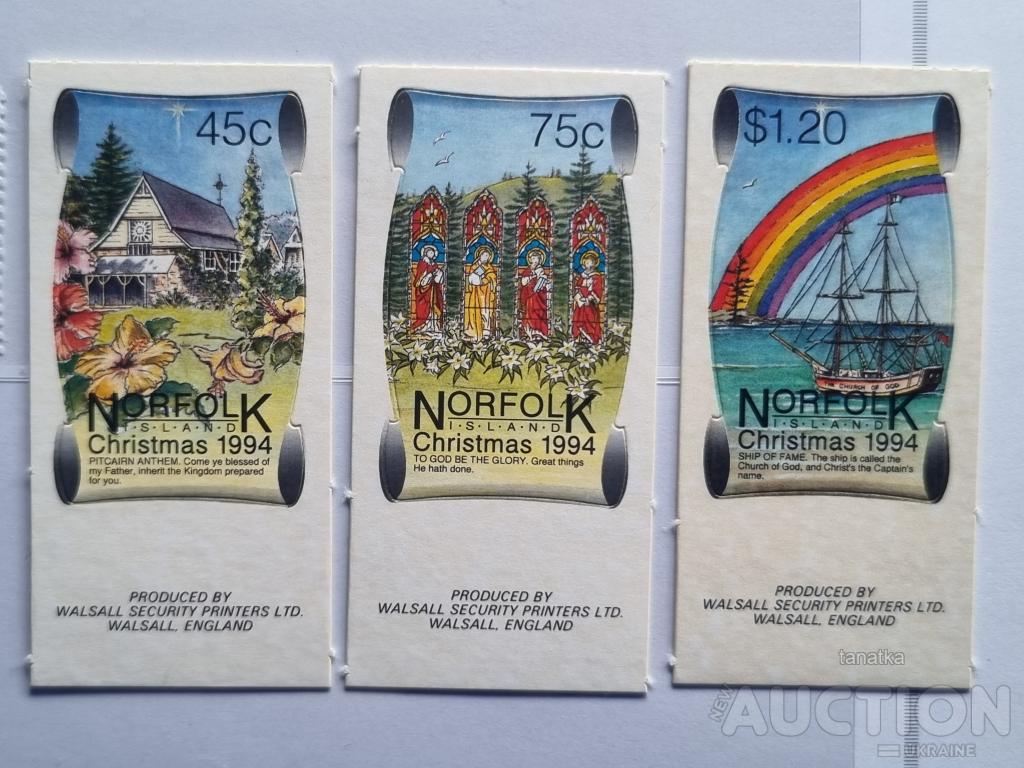 45c
NORFOLK
I·S·L·A·N·D
Christmas 1994
PITCAIRN ANTHEM. Come ye blessed of
my Father, inherit the Kingdom prepared
for you.
PRODUCED BY
WALSALL SECURITY PRINTERS LTD.
WALSALL, ENGLAND
75c
NORFOLK
I·S·L·A·N·D
Christmas 1994
TO GOD BE THE GLORY. Great things
He hath done.
PRODUCED BY
WALSALL SECURITY PRINTERS LTD.
WALSALL, ENGLAND
$1.20
THE CHURCH OF GOD
NORFOLK
I·S·L·A·N·D
Christmas 1994
SHIP OF FAME. The ship is called the
Church of God, and Christ's the Captain's
name.
PRODUCED BY
WALSALL SECURITY PRINTERS LTD.
WALSALL, ENGLAND
tanatka
NEW AUCTION
UKRAINE